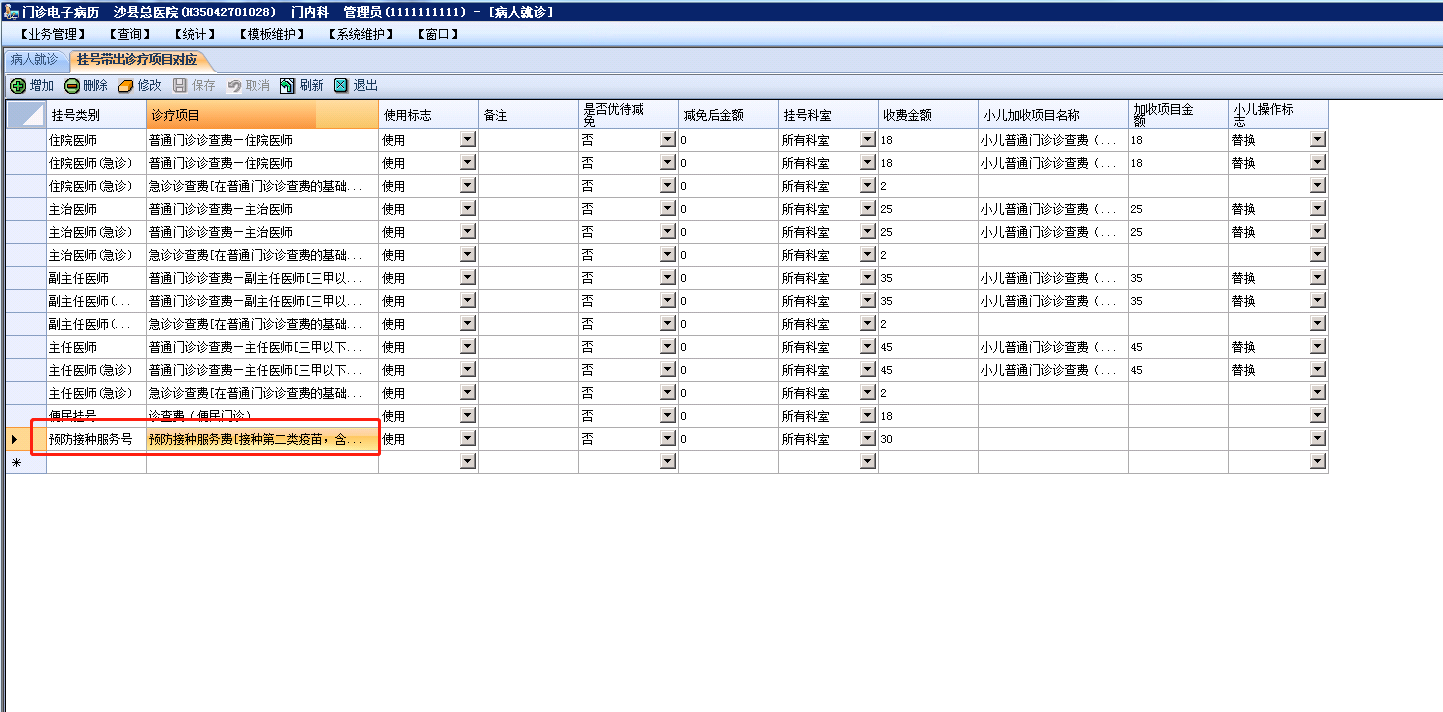 门诊电子病历 沙县总医院(H35042701028) 门内科 管理员(1111111111) - [病人就诊]
【业务管理】 【查询】 【统计】 【模板维护】 【系统维护】 【窗口】
病人就诊 挂号带出诊疗项目对应
增加 删除 修改 保存 取消 刷新 退出
挂号类别 诊疗项目 使用标志 备注 是否优待减免 减免后金额 挂号科室 收费金额 小儿加收项目名称 加收项目金额 小儿操作标志
住院医师 普通门诊诊查费—住院医师 使用 否 0 所有科室 18 小儿普通门诊诊查费（... 18 替换
住院医师(急诊) 普通门诊诊查费—住院医师 使用 否 0 所有科室 18 小儿普通门诊诊查费（... 18 替换
住院医师(急诊) 急诊诊查费[在普通门诊诊查费的基础... 使用 否 0 所有科室 2
主治医师 普通门诊诊查费—主治医师 使用 否 0 所有科室 25 小儿普通门诊诊查费（... 25 替换
主治医师(急诊) 普通门诊诊查费—主治医师 使用 否 0 所有科室 25 小儿普通门诊诊查费（... 25 替换
主治医师(急诊) 急诊诊查费[在普通门诊诊查费的基础... 使用 否 0 所有科室 2
副主任医师 普通门诊诊查费—副主任医师[三甲以... 使用 否 0 所有科室 35 小儿普通门诊诊查费（... 35 替换
副主任医师(... 普通门诊诊查费—副主任医师[三甲以... 使用 否 0 所有科室 35 小儿普通门诊诊查费（... 35 替换
副主任医师(... 急诊诊查费[在普通门诊诊查费的基础... 使用 否 0 所有科室 2
主任医师 普通门诊诊查费—主任医师[三甲以下... 使用 否 0 所有科室 45 小儿普通门诊诊查费（... 45 替换
主任医师(急诊) 普通门诊诊查费—主任医师[三甲以... 使用 否 0 所有科室 45 小儿普通门诊诊查费（... 45 替换
主任医师(急诊) 急诊诊查费[在普通门诊诊查费的基础... 使用 否 0 所有科室 2
便民挂号 诊查费（便民门诊） 使用 否 0 所有科室 18
预防接种服务号 预防接种服务费[接种第二类疫苗，含... 使用 否 0 所有科室 30